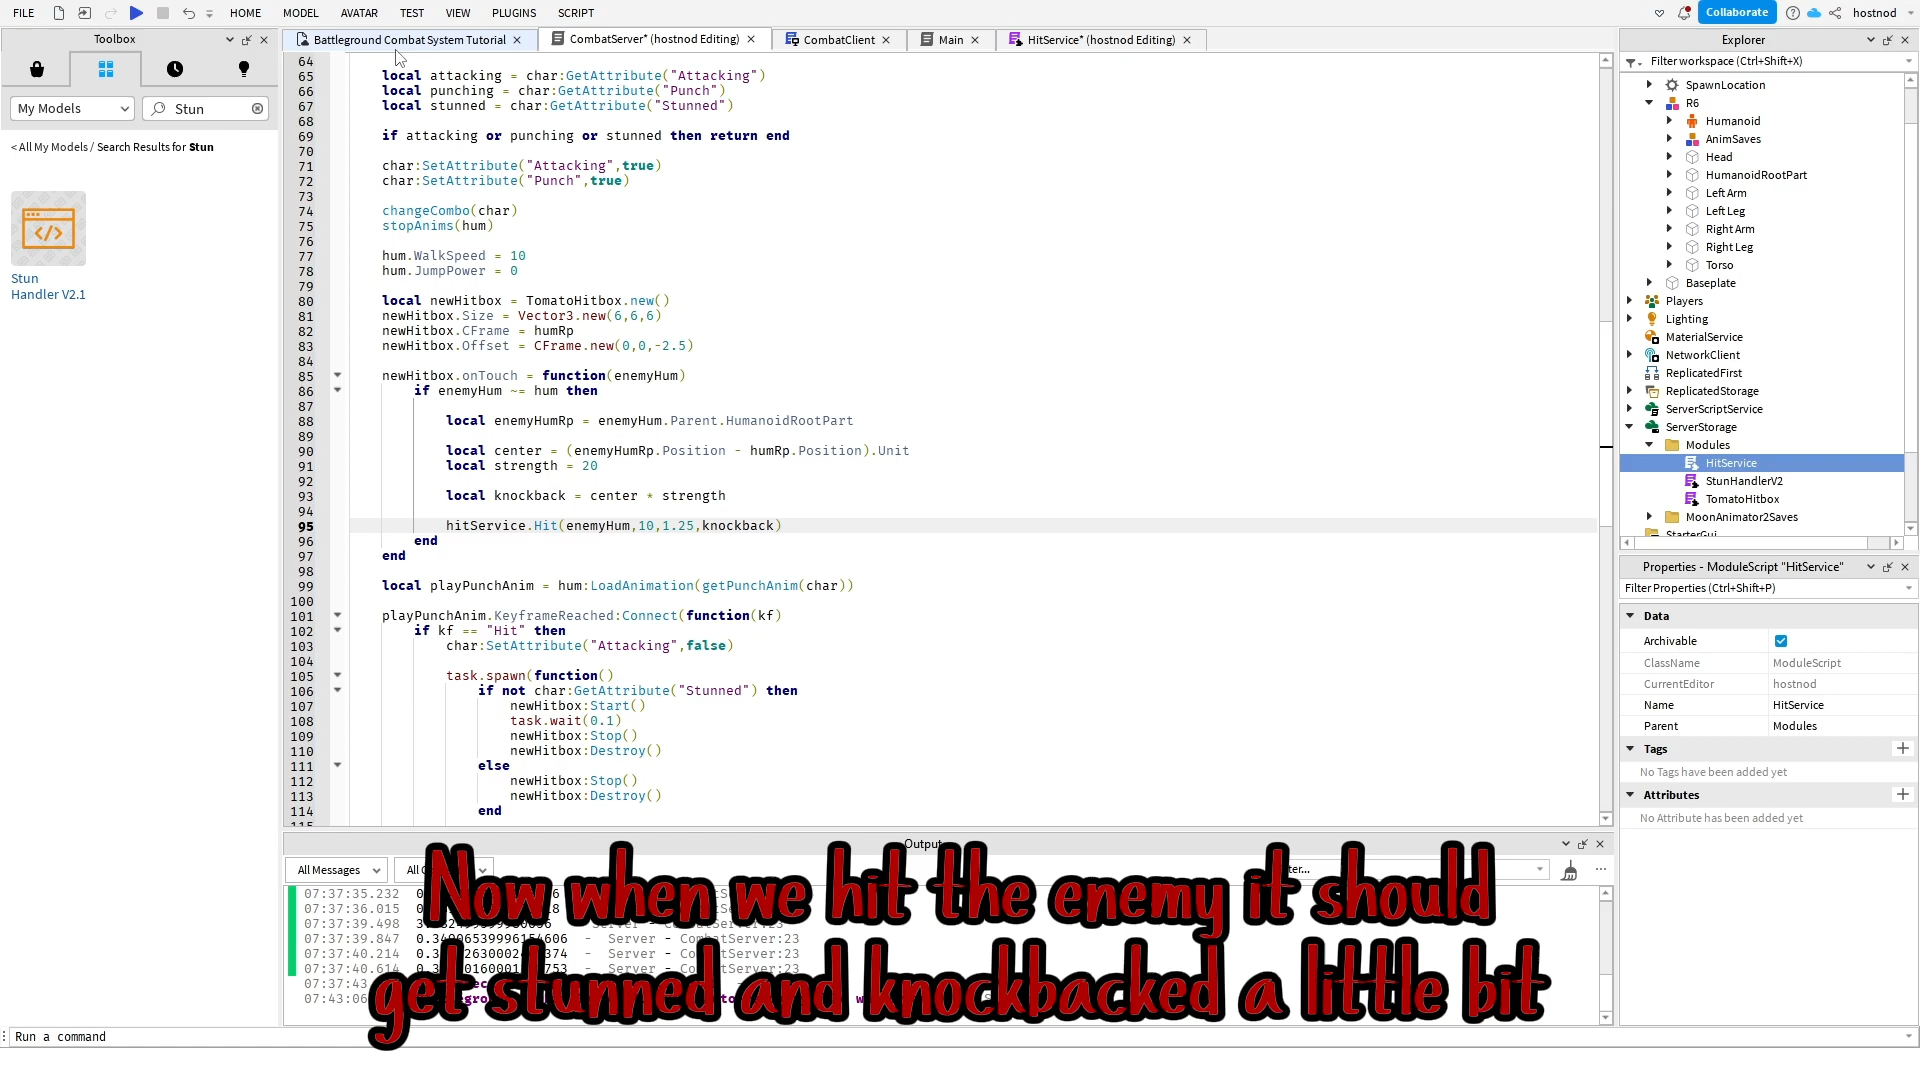 FILE HOME MODEL AVATAR TEST VIEW PLUGINS SCRIPT Collaborate hostnod
Toolbox
Battleground Combat System Tutorial CombatServer* (hostnod Editing) CombatClient Main HitService* (hostnod Editing)
My Models Stun
< All My Models / Search Results for Stun
Stun
Handler V2.1
64
65 local attacking = char:GetAttribute("Attacking")
66 local punching = char:GetAttribute("Punch")
67 local stunned = char:GetAttribute("Stunned")
68
69 if attacking or punching or stunned then return end
70
71 char:SetAttribute("Attacking",true)
72 char:SetAttribute("Punch",true)
73
74 changeCombo(char)
75 stopAnims(hum)
76
77 hum.WalkSpeed = 10
78 hum.JumpPower = 0
79
80 local newHitbox = TomatoHitbox.new()
81 newHitbox.Size = Vector3.new(6,6,6)
82 newHitbox.CFrame = humRp
83 newHitbox.Offset = CFrame.new(0,0,-2.5)
84
85 newHitbox.onTouch = function(enemyHum)
86 if enemyHum ~= hum then
87
88 local enemyHumRp = enemyHum.Parent.HumanoidRootPart
89
90 local center = (enemyHumRp.Position - humRp.Position).Unit
91 local strength = 20
92
93 local knockback = center * strength
94
95 hitService.Hit(enemyHum,10,1.25,knockback)
96 end
97 end
98
99 local playPunchAnim = hum:LoadAnimation(getPunchAnim(char))
100
101 playPunchAnim.KeyframeReached:Connect(function(kf)
102 if kf == "Hit" then
103 char:SetAttribute("Attacking",false)
104
105 task.spawn(function()
106 if not char:GetAttribute("Stunned") then
107 newHitbox:Start()
108 task.wait(0.1)
109 newHitbox:Stop()
110 newHitbox:Destroy()
111 else
112 newHitbox:Stop()
113 newHitbox:Destroy()
114 end
Output
All Messages
07:37:35.232
07:37:36.015
07:37:39.498
07:37:39.847 - Server - CombatServer:23
07:37:40.214 - Server - CombatServer:23
07:37:40.614
07:37:43
07:43:06
Now when we hit the enemy it should
get stunned and knockbacked a little bit
Run a command
Explorer
Filter workspace (Ctrl+Shift+X)
SpawnLocation
R6
Humanoid
AnimSaves
Head
HumanoidRootPart
Left Arm
Left Leg
Right Arm
Right Leg
Torso
Baseplate
Players
Lighting
MaterialService
NetworkClient
ReplicatedFirst
ReplicatedStorage
ServerScriptService
ServerStorage
Modules
HitService
StunHandlerV2
TomatoHitbox
MoonAnimator2Saves
StarterGui
Properties - ModuleScript "HitService"
Filter Properties (Ctrl+Shift+P)
Data
Archivable
ClassName ModuleScript
CurrentEditor hostnod
Name HitService
Parent Modules
Tags
No Tags have been added yet
Attributes
No Attribute has been added yet